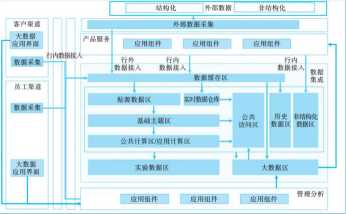 结构化 外部数据 非结构化
外部数据采集
客户渠道
大数据
应用界面
数据采集
行内数据接入
产品服务
应用组件 应用组件 应用组件
行外
数据接入
行内
数据接入
行内
数据接入
数据
集成
数据缓存区
员工渠道
数据采集
大数据
应用界面
贴源数据区
实时数据仓库
基础主题区
公共计算区/应用计算区
公共
访问区
历史
数据区
非结构化
数据区
实验数据区
大数据区
应用组件 应用组件 应用组件
管理分析